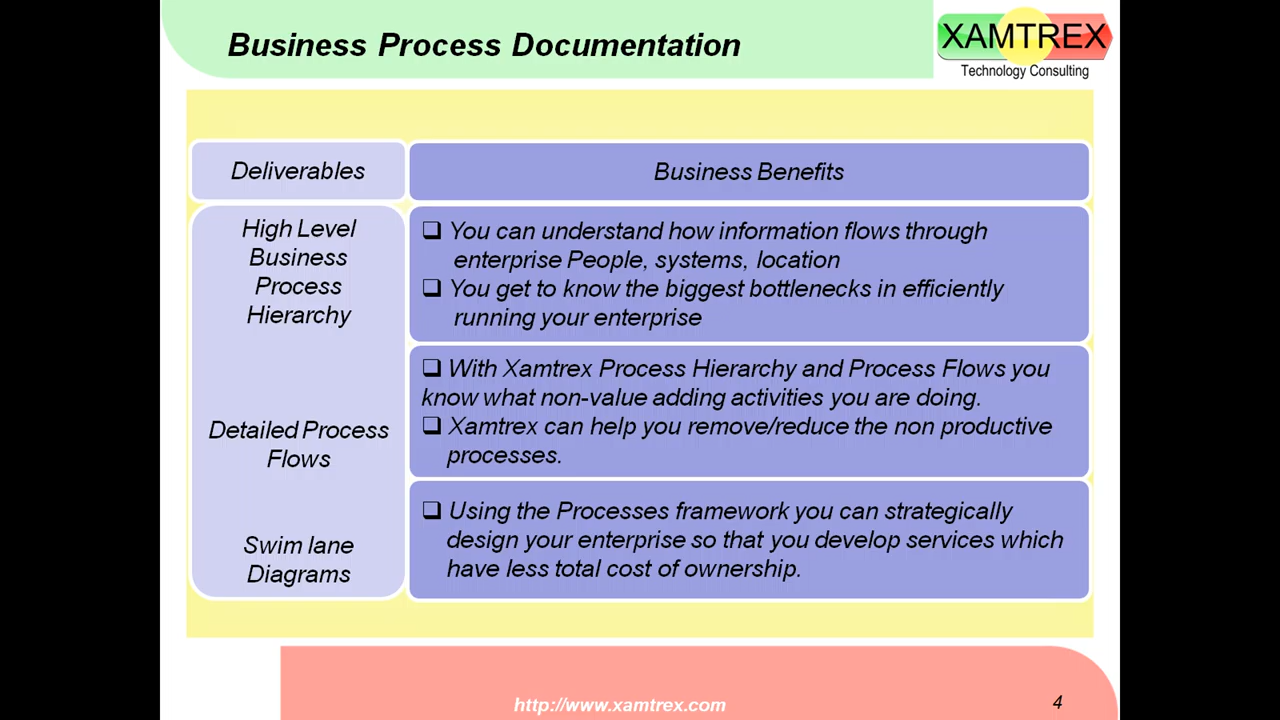 Business Process Documentation
XAMTREX
Technology Consulting
Deliverables
Business Benefits
High Level
Business
Process
Hierarchy
❑ You can understand how information flows through
enterprise People, systems, location
❑ You get to know the biggest bottlenecks in efficiently
running your enterprise
Detailed Process
Flows
❑ With Xamtrex Process Hierarchy and Process Flows you
know what non-value adding activities you are doing.
❑ Xamtrex can help you remove/reduce the non productive
processes.
Swim lane
Diagrams
❑ Using the Processes framework you can strategically
design your enterprise so that you develop services which
have less total cost of ownership.
http://www.xamtrex.com
4